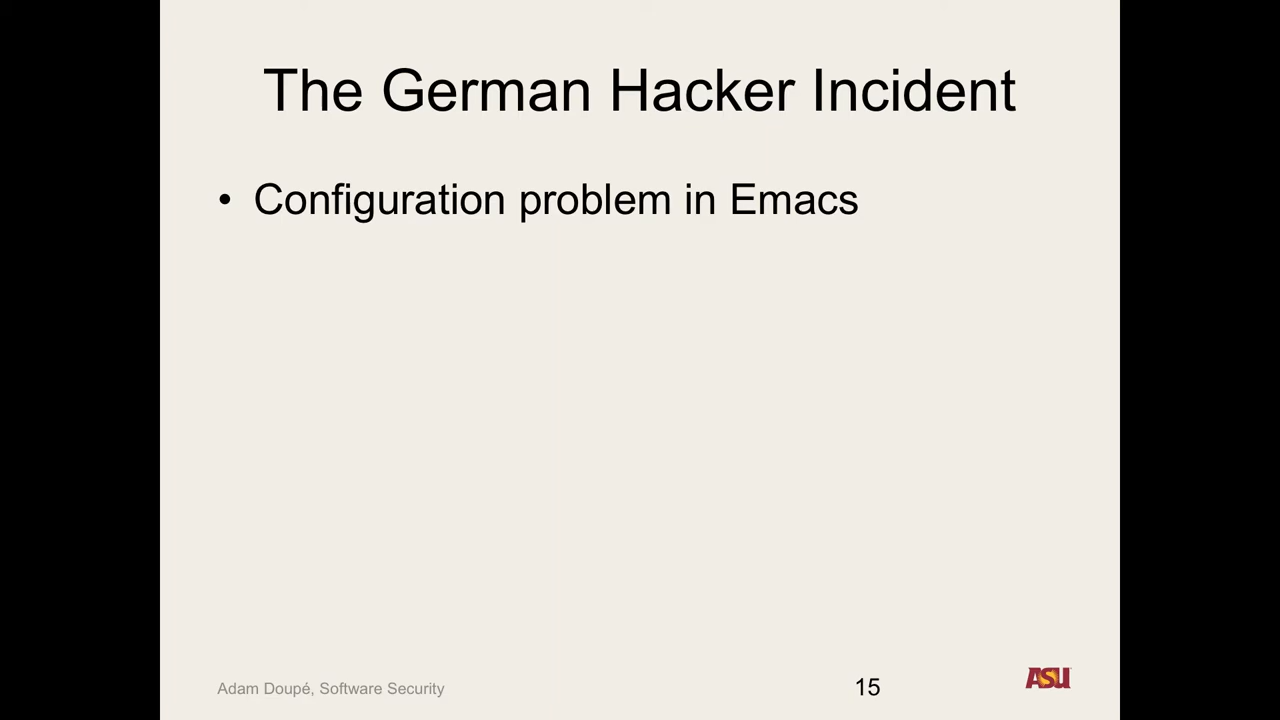 The German Hacker Incident
• Configuration problem in Emacs
Adam Doupé, Software Security
15
ASU